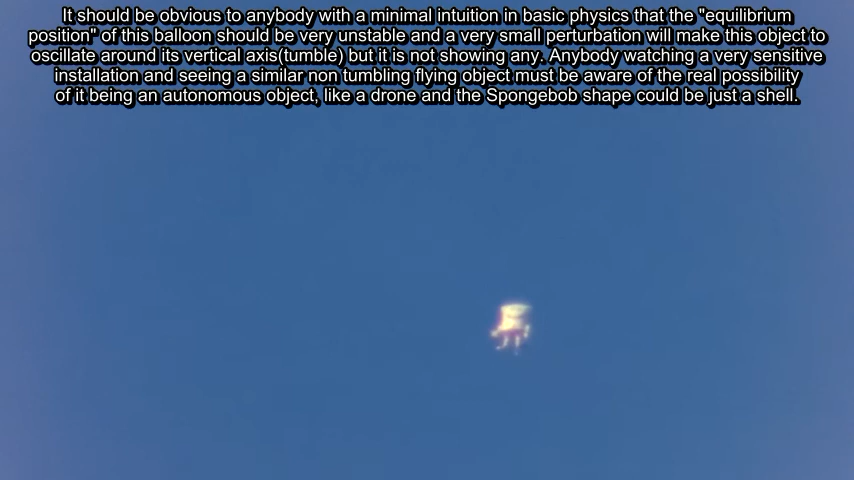 It should be obvious to anybody with a minimal intuition in basic physics that the "equilibrium
position" of this balloon should be very unstable and a very small perturbation will make this object to
oscillate around its vertical axis(tumble) but it is not showing any. Anybody watching a very sensitive
installation and seeing a similar non tumbling flying object must be aware of the real possibility
of it being an autonomous object, like a drone and the Spongebob shape could be just a shell.